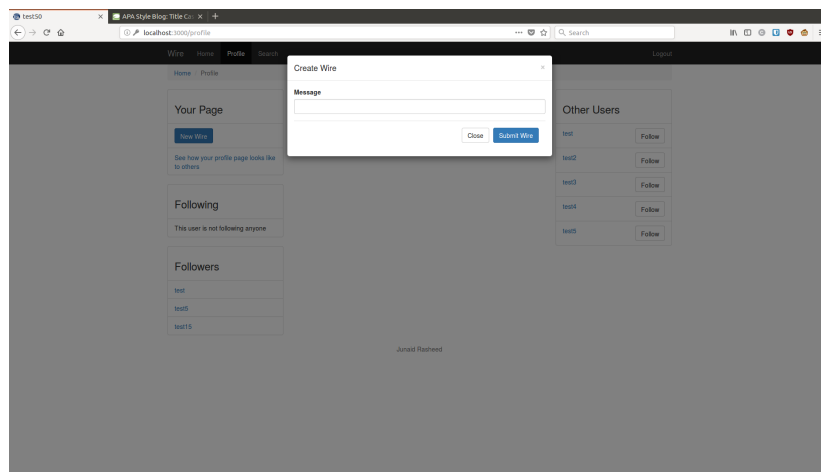 test50
APA Style Blog: Title Ca
localhost:3000/profile
Search
Wire Home Profile Search Logout
Home Profile
Create Wire
Message
Close Submit Wire
Your Page
New Wire
See how your profile page looks like
to others
Following
This user is not following anyone
Followers
test
test5
test15
Other Users
test Follow
test2 Follow
test3 Follow
test4 Follow
test5 Follow
Junaid Rasheed